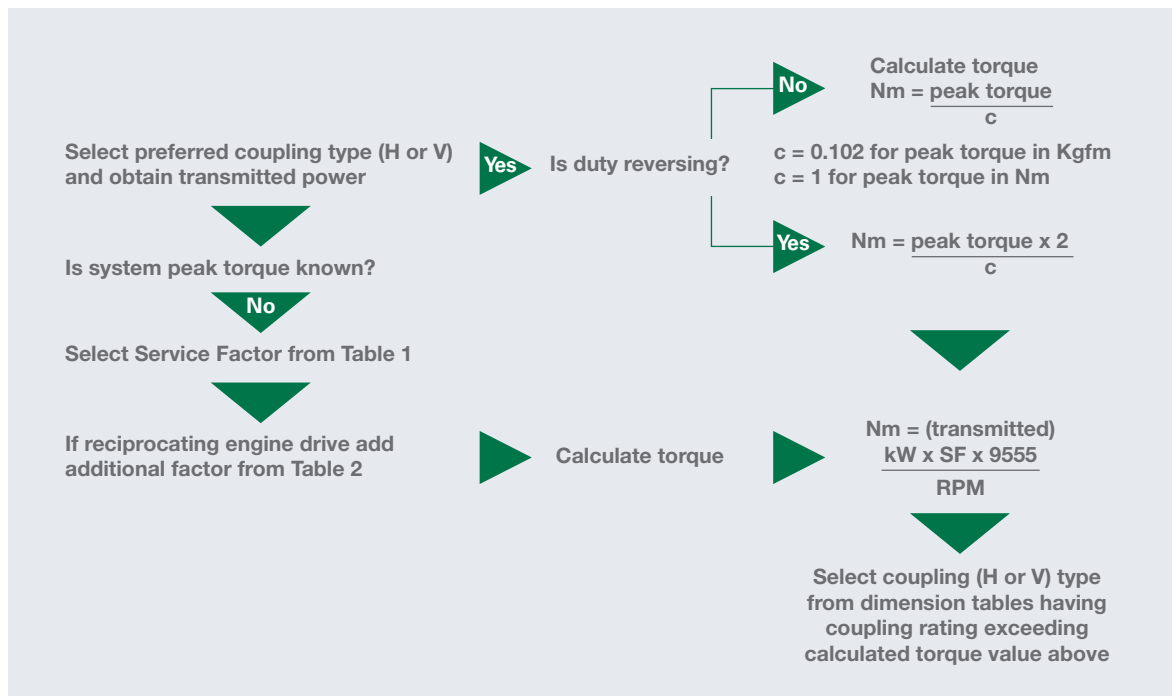 Select preferred coupling type (H or V)
and obtain transmitted power
Yes
Is duty reversing?
No
Calculate torque
Nm = peak torque
c
c = 0.102 for peak torque in Kgfm
c = 1 for peak torque in Nm
Yes
Nm = peak torque x 2
c
Is system peak torque known?
No
Select Service Factor from Table 1
If reciprocating engine drive add
additional factor from Table 2
Calculate torque
Nm = (transmitted)
kW x SF x 9555
RPM
Select coupling (H or V) type
from dimension tables having
coupling rating exceeding
calculated torque value above